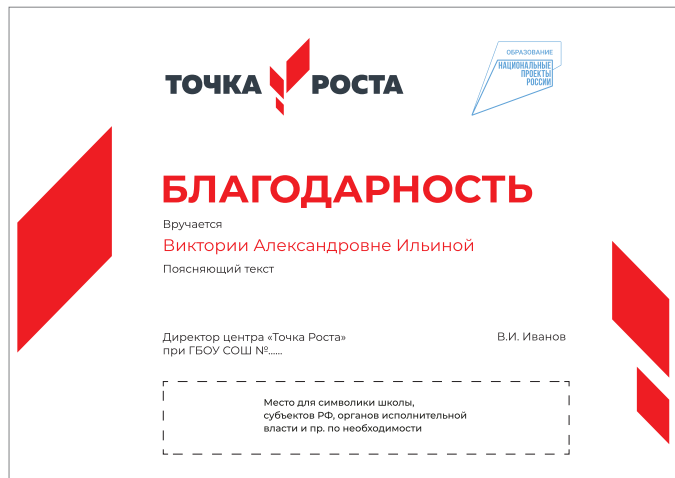 ТОЧКА РОСТА
ОБРАЗОВАНИЕ
НАЦИОНАЛЬНЫЕ
ПРОЕКТЫ
РОССИИ
БЛАГОДАРНОСТЬ
Вручается
Виктории Александровне Ильиной
Поясняющий текст
Директор центра «Точка Роста»
при ГБОУ СОШ №......
В.И. Иванов
Место для символики школы,
субъектов РФ, органов исполнительной
власти и пр. по необходимости